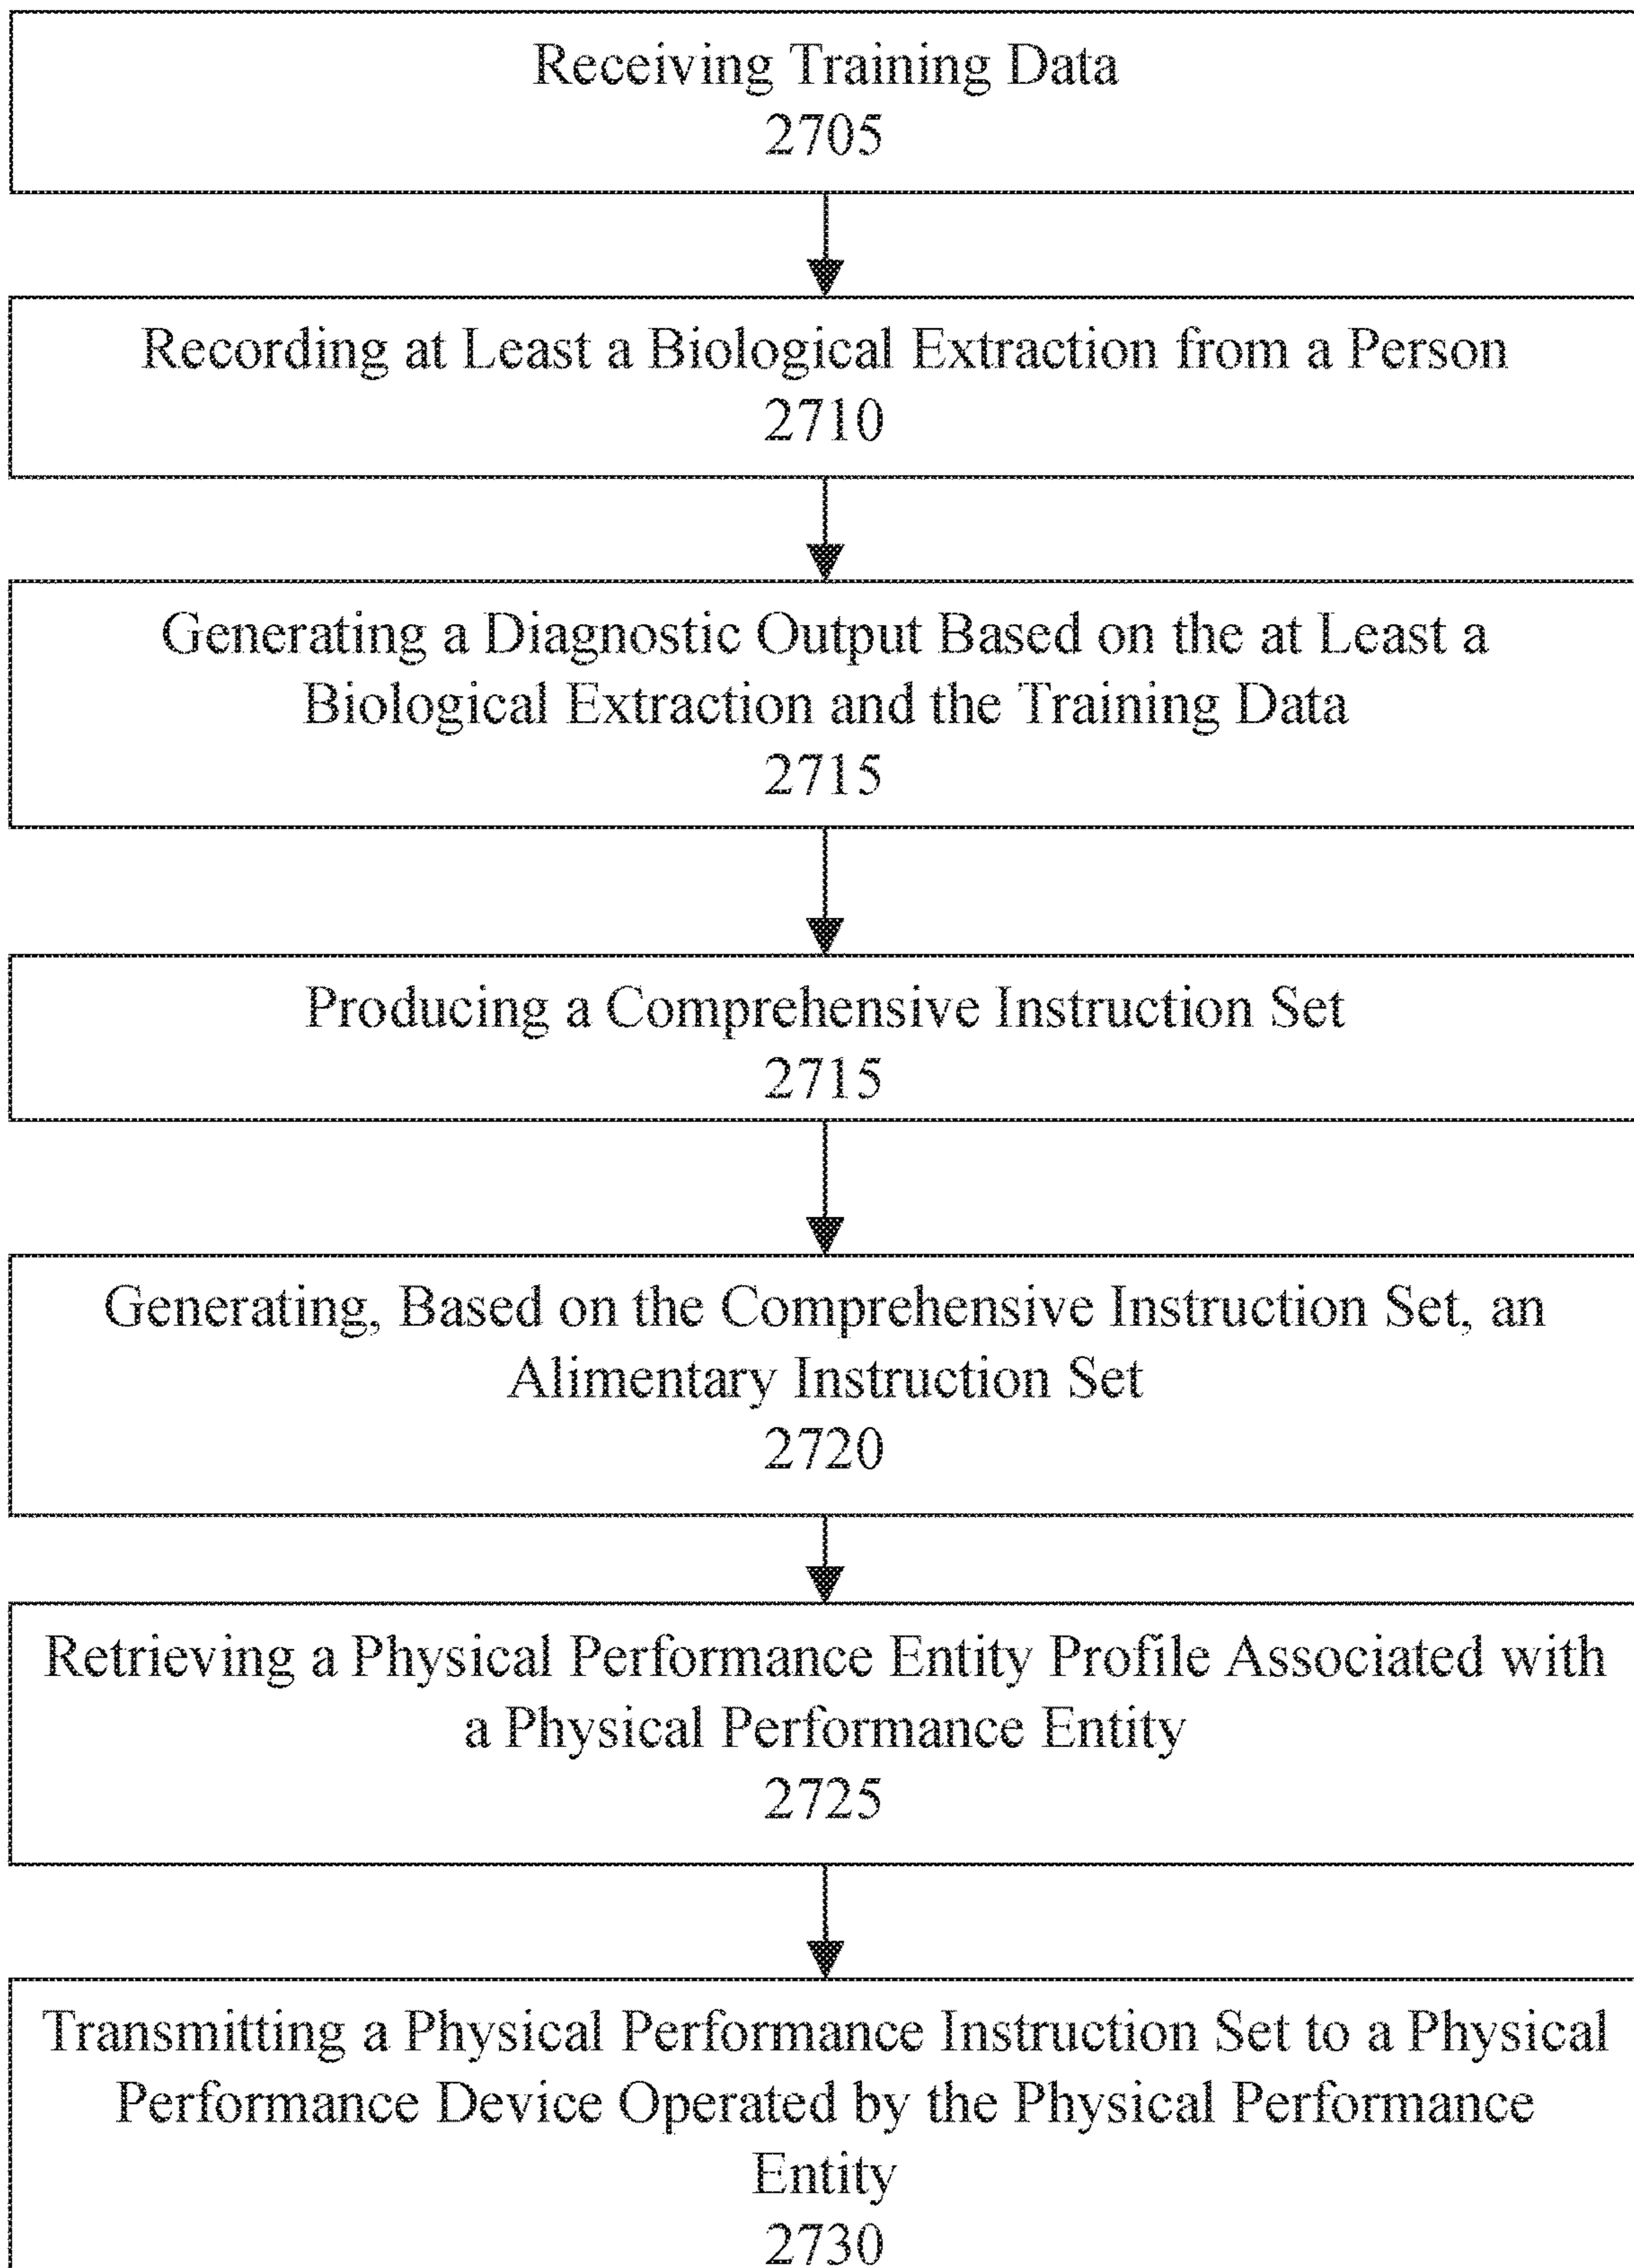 Receiving Training Data
2705
Recording at Least a Biological Extraction from a Person
2710
Generating a Diagnostic Output Based on the at Least a
Biological Extraction and the Training Data
2715
Producing a Comprehensive Instruction Set
2715
Generating, Based on the Comprehensive Instruction Set, an
Alimentary Instruction Set
2720
Retrieving a Physical Performance Entity Profile Associated with
a Physical Performance Entity
2725
Transmitting a Physical Performance Instruction Set to a Physical
Performance Device Operated by the Physical Performance
Entity
2730